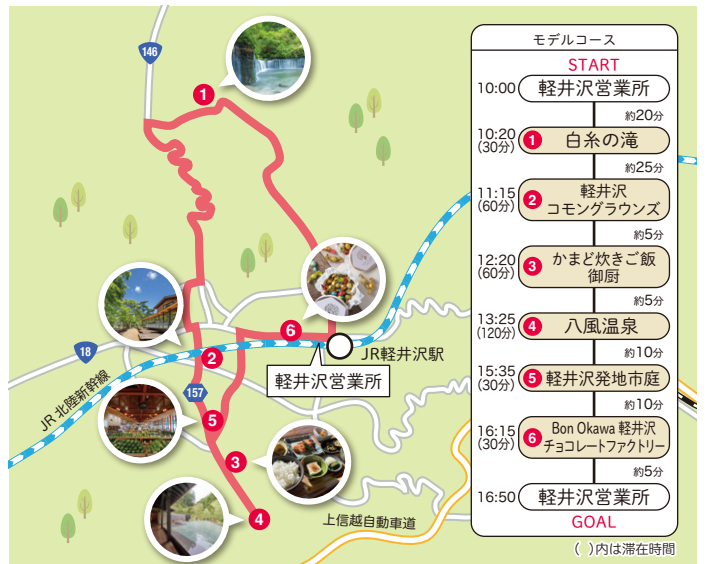 146
1
6
JR軽井沢駅
18
2
軽井沢営業所
JR 北陸新幹線
157
5
3
4
上信越自動車道
モデルコース
START
10:00 軽井沢営業所
約20分
10:20
(30分)
1 白糸の滝
約25分
11:15
(60分)
2 軽井沢
コモングラウンズ
約5分
12:20
(60分)
3 かまど炊きご飯
御厨
約5分
13:25
(120分)
4 八風温泉
約10分
15:35
(30分)
5 軽井沢発地市庭
約10分
16:15
(30分)
6 Bon Okawa 軽井沢
チョコレートファクトリー
約5分
16:50 軽井沢営業所
GOAL
( )内は滞在時間